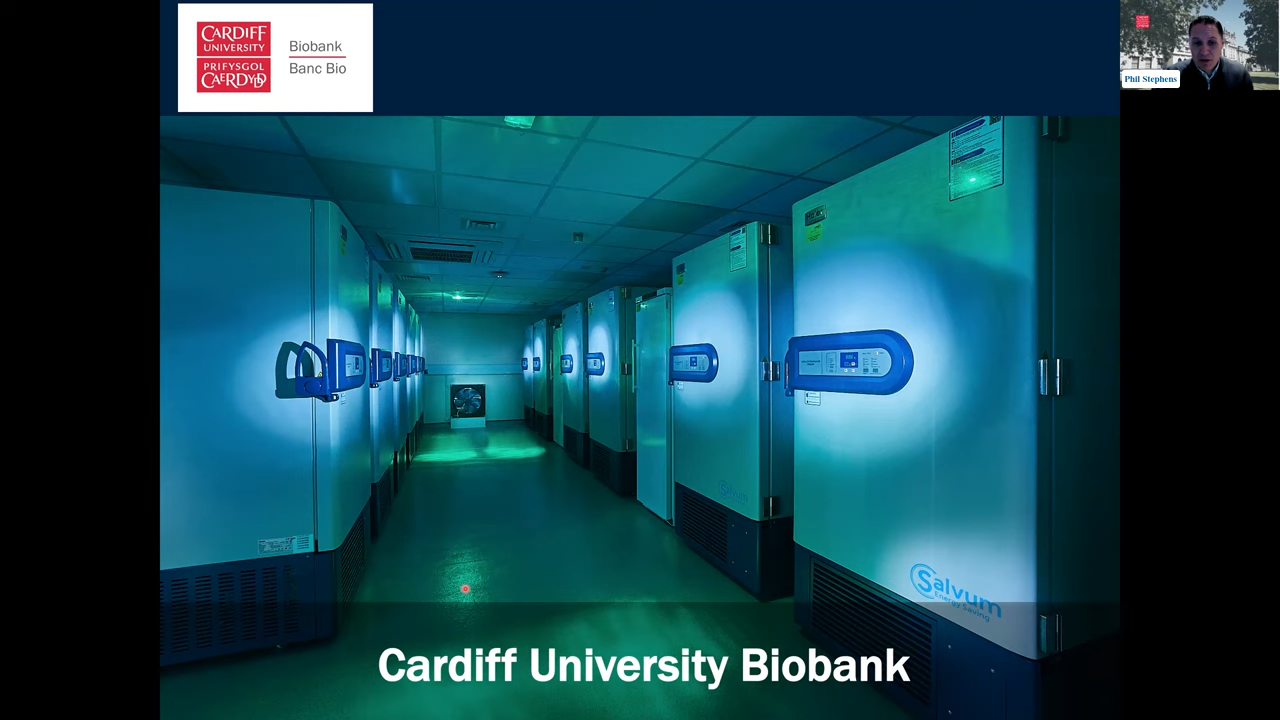 CARDIFF
UNIVERSITY
PRIFYSGOL
CAERDYDD
Biobank
Banc Bio
Phil Stephens
Salvum
Energy Saving
Cardiff University Biobank